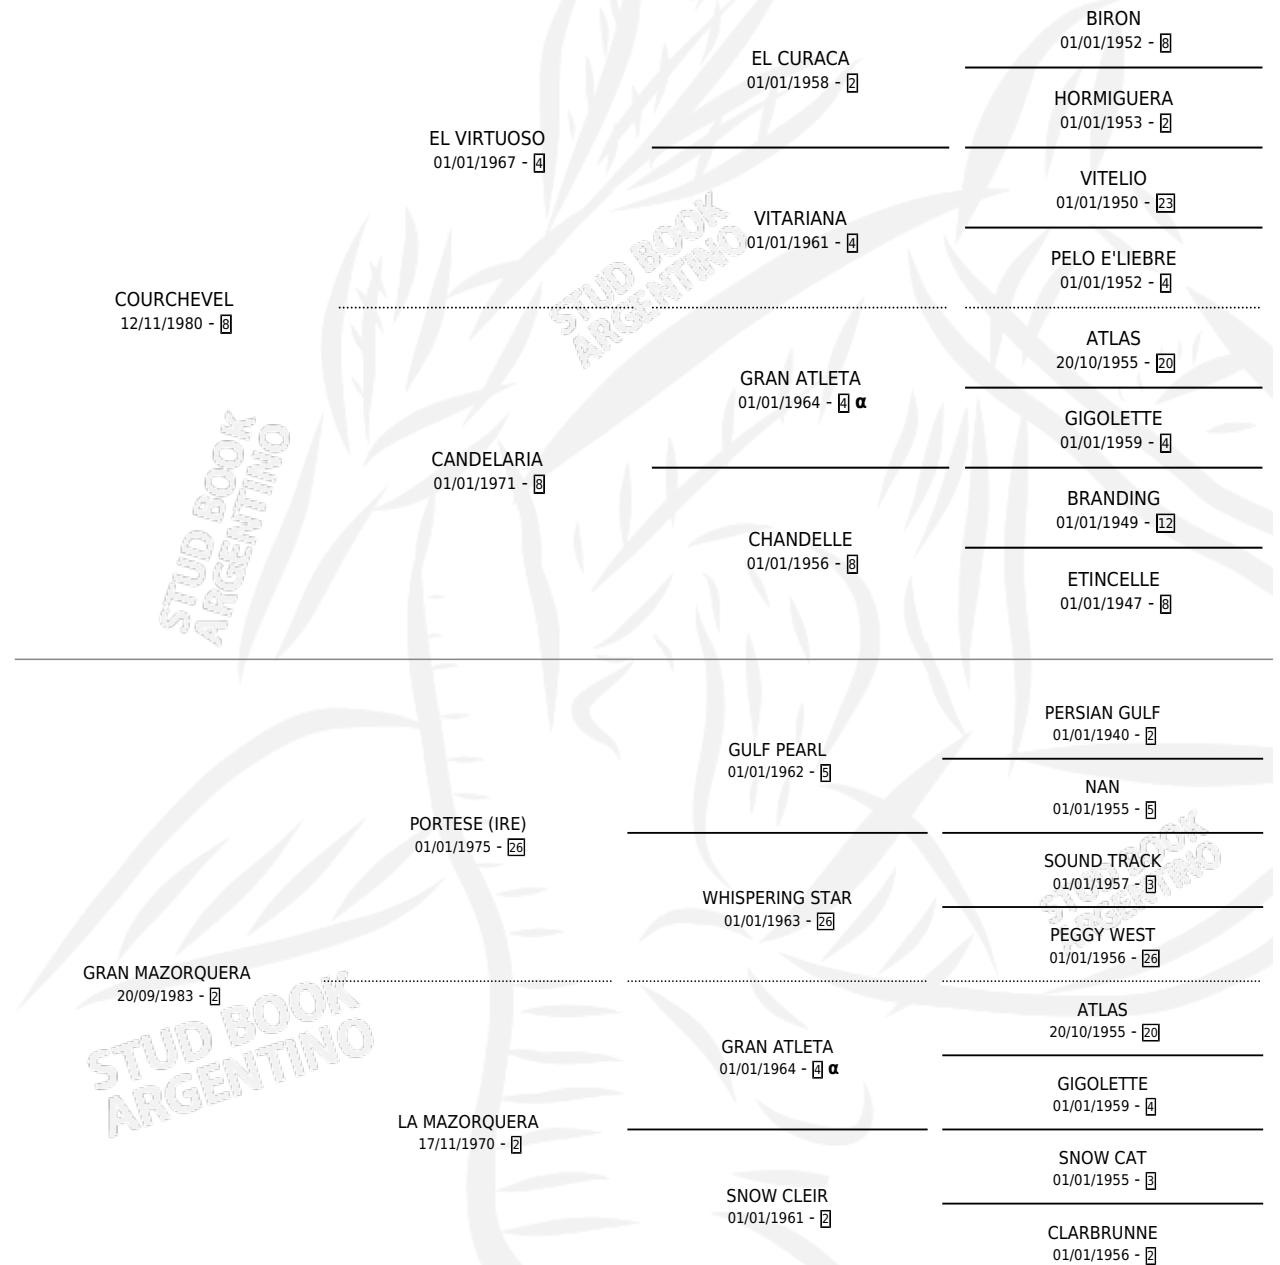 BIRON
01/01/1952 - 8
EL CURACA
01/01/1958 - 2
HORMIGUERA
01/01/1953 - 2
EL VIRTUOSO
01/01/1967 - 4
VITELIO
01/01/1950 - 23
VITARIANA
01/01/1961 - 4
PELO E'LIEBRE
01/01/1952 - 4
COURCHEVEL
12/11/1980 - 8
ATLAS
20/10/1955 - 20
GRAN ATLETA
01/01/1964 - 4 α
GIGOLETTE
01/01/1959 - 4
CANDELARIA
01/01/1971 - 8
BRANDING
01/01/1949 - 12
CHANDELLE
01/01/1956 - 8
ETINCELLE
01/01/1947 - 8
PERSIAN GULF
01/01/1940 - 2
GULF PEARL
01/01/1962 - 5
NAN
01/01/1955 - 5
PORTESE (IRE)
01/01/1975 - 26
SOUND TRACK
01/01/1957 - 3
WHISPERING STAR
01/01/1963 - 26
PEGGY WEST
01/01/1956 - 26
GRAN MAZORQUERA
20/09/1983 - 2
ATLAS
20/10/1955 - 20
GRAN ATLETA
01/01/1964 - 4 α
GIGOLETTE
01/01/1959 - 4
LA MAZORQUERA
17/11/1970 - 2
SNOW CAT
01/01/1955 - 3
SNOW CLEIR
01/01/1961 - 2
CLARBRUNNE
01/01/1956 - 2
STUD BOOK
ARGENTINO
STUD BOOK
ARGENTINO
STUD BOOK
ARGENTINO
STUD BOOK
ARGENTINO